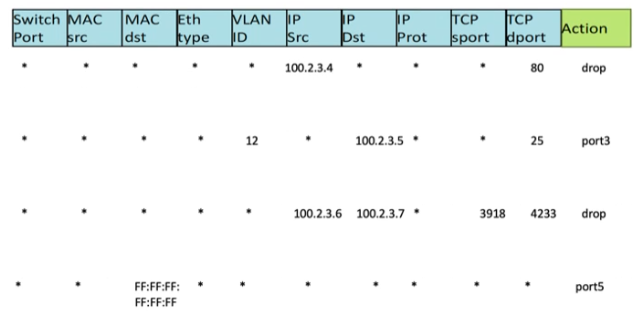 Switch Port MAC src MAC dst Eth type VLAN ID IP Src IP Dst IP Prot TCP sport TCP dport Action
* * * * * 100.2.3.4 * * * 80 drop
* * * * 12 * 100.2.3.5 * * 25 port3
* * * * * 100.2.3.6 100.2.3.7 * 3918 4233 drop
* * FF:FF:FF: FF:FF:FF * * * * * * * port5